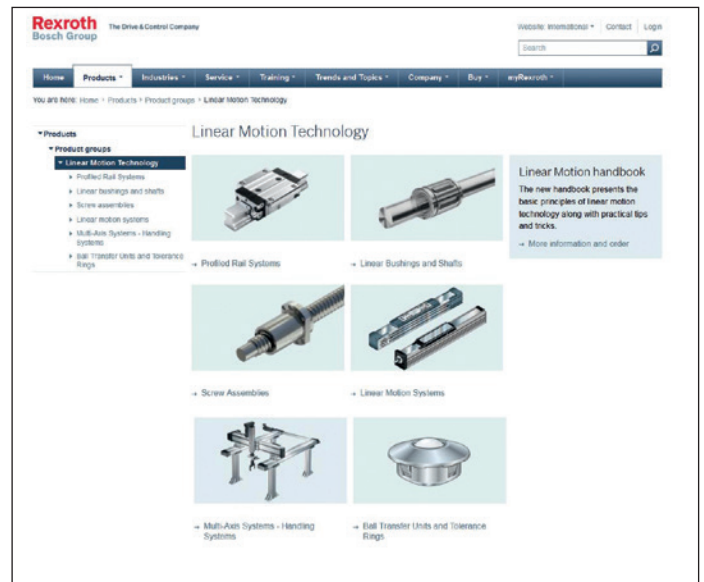 Rexroth
Bosch Group
The Drive & Control Company
Website: International
Contact
Login
Search
Home
Products
Industries
Service
Training
Trends and Topics
Company
Buy
myRexroth
You are here: Home Products Product groups Linear Motion Technology
Products
Product groups
Linear Motion Technology
Profiled Rail Systems
Linear bushings and shafts
Screw assemblies
Linear motion systems
Multi-Axis Systems - Handling
Systems
Ball Transfer Units and Tolerance
Rings
Linear Motion Technology
→ Profiled Rail Systems
→ Linear Bushings and Shafts
→ Screw Assemblies
→ Linear Motion Systems
→ Multi-Axis Systems - Handling
Systems
→ Ball Transfer Units and Tolerance
Rings
Linear Motion handbook
The new handbook presents the
basic principles of linear motion
technology along with practical tips
and tricks.
→ More information and order